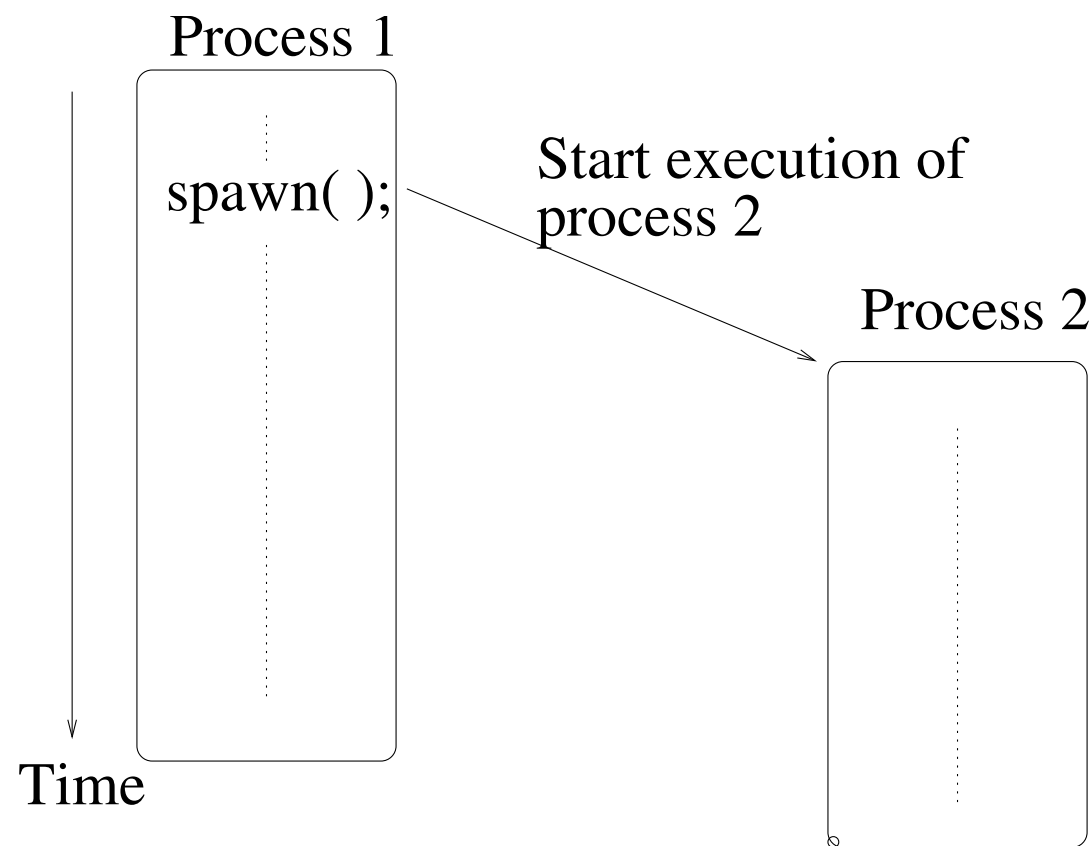 Process 1
spawn( );
Start execution of
process 2
Process 2
Time